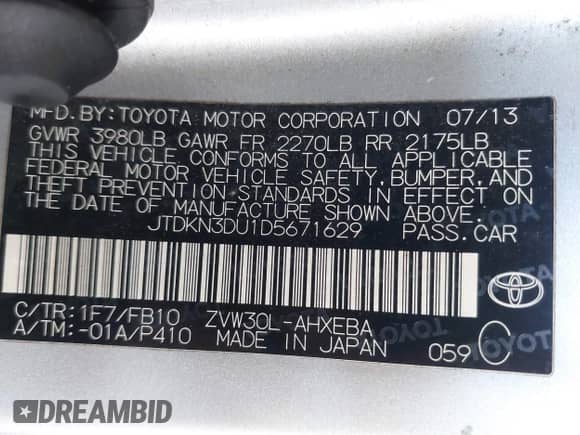 MFD. BY: TOYOTA MOTOR CORPORATION 07/13
GVWR 3980LB GAWR FR 2270LB RR 2175LB
THIS VEHICLE CONFORMS TO ALL APPLICABLE
FEDERAL MOTOR VEHICLE SAFETY, BUMPER, AND
THEFT PREVENTION STANDARDS IN EFFECT ON
THE DATE OF MANUFACTURE SHOWN ABOVE.
JTDKN3DU1D5671629 PASS.CAR
C/TR:1F7/FB10 ZVW30L-AHXEBA
A/TM:-01A/P410 MADE IN JAPAN 059 C
TOYOTA
DREAMBID